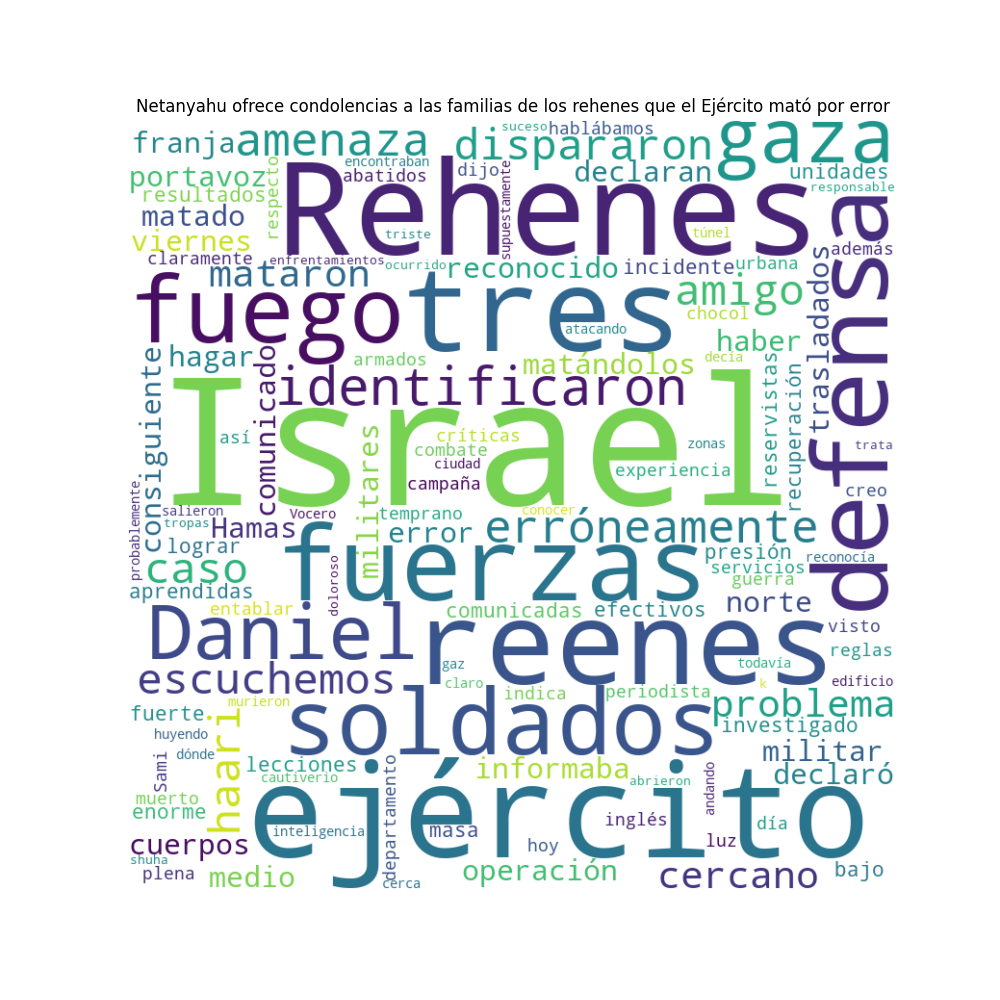 Netanyahu ofrece condolencias a las familias de los rehenes que el Ejército mató por error
franja
amenaza
dispararon
suceso
hablábamos
gaza
encontraban
portavoz
abatidos
dijo
declaran
unidades
resultados
respecto
Rehenes
supuestamente
responsable
matado
viernes
triste
túnel
defensa
además
claramente
enfrentamientos
ocurrido
reconocido
incidente
urbana
mataron
trasladados
fuego
tres
amigo
chocol
atacando
haber
hagar
armados
matándolos
decía
consiguiente
comunicado
identificaron
reservistas
recuperación
Israel
así
militares
críticas
combate
zonas
trata
ciudad
experiencia
campaña
creo
probablemente
salieron
Vocero
temprano
conocer
tropas
Hamas
error
erróneamente
lograr
fuerzas
presión
reconocía
caso
servicios
guerra
aprendidas
doloroso
entablar
comunicadas
efectivos
norte
Daniel
reenes
visto
reglas
gaz
todavía
escuchemos
claro
indica
periodista
k
edificio
murieron
problema
fuerte
haari
soldados
investigado
huyendo
dónde
militar
Sami
lecciones
cautiverio
informaba
abrieron
declaró
departamento
andando
muerto
enorme
ejército
inglés
día
inteligencia
masa
cuerpos
hoy
luz
shuha
plena
medio
cerca
operación
cercano
bajo